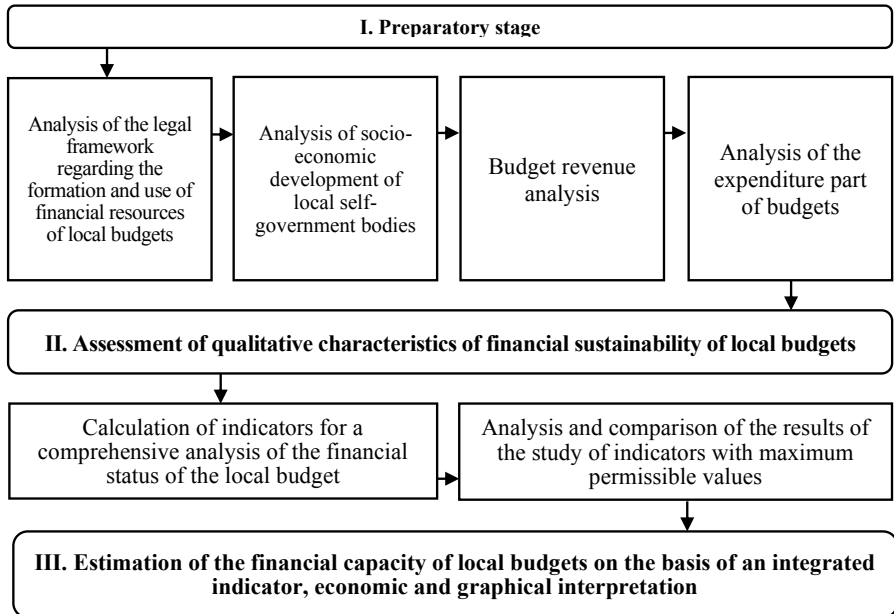 I. Preparatory stage
Analysis of the legal
framework
regarding the
formation and use of
financial resources
of local budgets
Analysis of socio-
economic
development of
local self-
government bodies
Budget revenue
analysis
Analysis of the
expenditure part
of budgets
II. Assessment of qualitative characteristics of financial sustainability of local budgets
Calculation of indicators for a
comprehensive analysis of the financial
status of the local budget
Analysis and comparison of the results of
the study of indicators with maximum
permissible values
III. Estimation of the financial capacity of local budgets on the basis of an integrated
indicator, economic and graphical interpretation